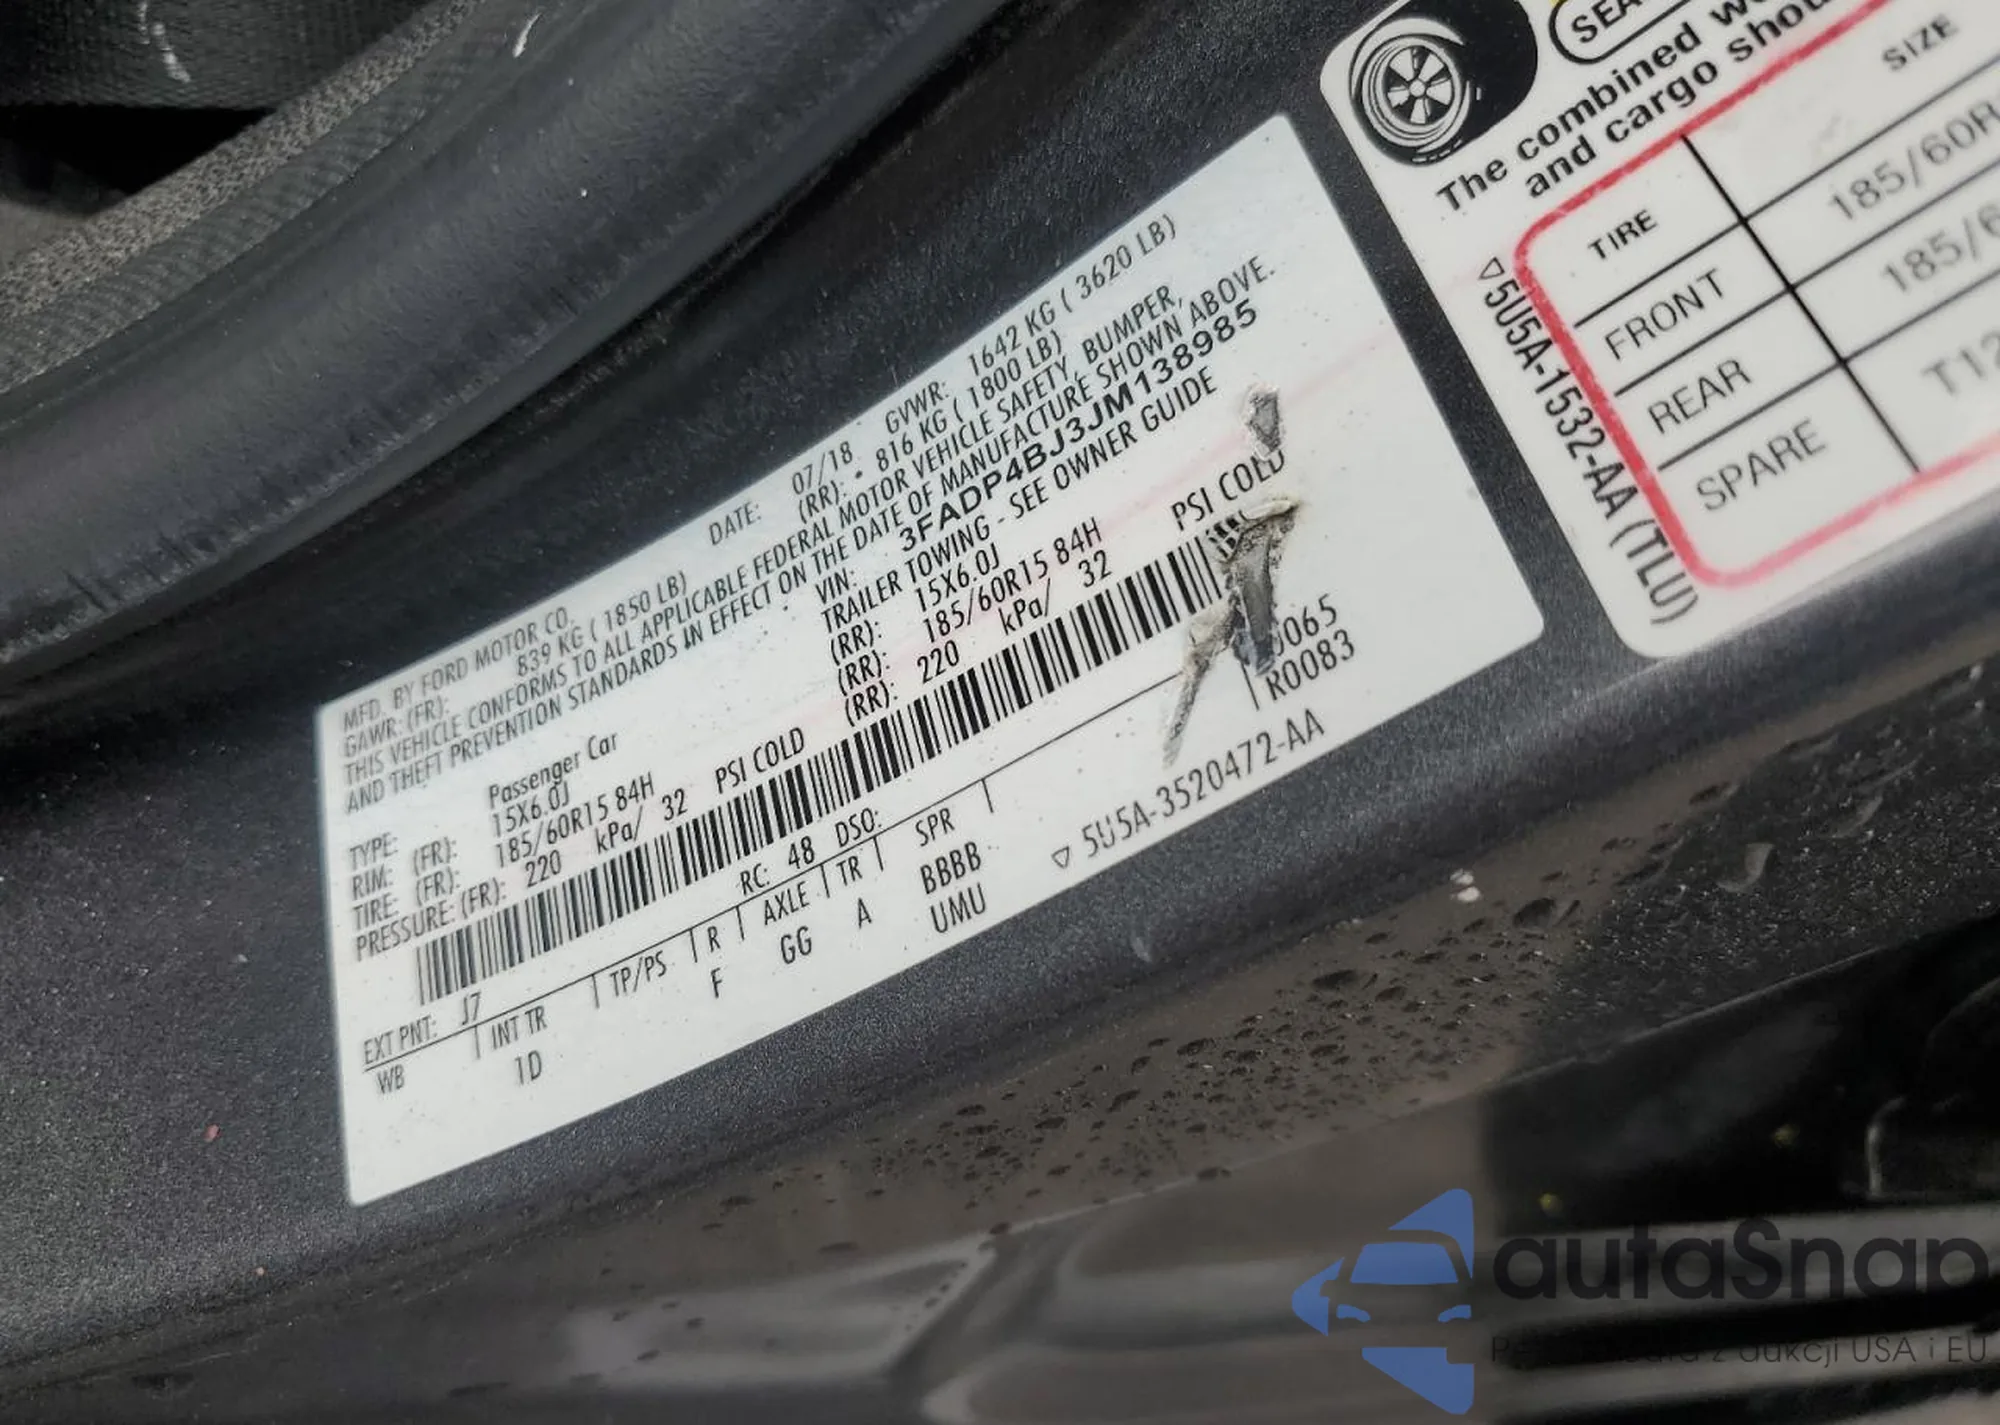 MFD. BY FORD MOTOR CO. DATE: 07/18 GVWR: 1642 KG ( 3620 LB)
GAWR: (FR): 839 KG ( 1850 LB) (RR): 816 KG ( 1800 LB)
THIS VEHICLE CONFORMS TO ALL APPLICABLE FEDERAL MOTOR VEHICLE SAFETY, BUMPER,
AND THEFT PREVENTION STANDARDS IN EFFECT ON THE DATE OF MANUFACTURE SHOWN ABOVE.
VIN: 3FADP4BJ3JM138985
TYPE: Passenger Car TRAILER TOWING - SEE OWNER GUIDE
RIM: (FR): 15X6.0J (RR): 15X6.0J
TIRE: (FR): 185/60R15 84H (RR): 185/60R15 84H
PRESSURE: (FR): 220 kPa/ 32 PSI COLD (RR): 220 kPa/ 32 PSI COLD
EXT PNT: J7 RC: 48 DSO: 0065
WB INT TR TP/PS R AXLE TR SPR R0083
1D F GG A BBBB
UMU
▽ 5U5A-3520472-AA
SEA
The combined
and cargo
TIRE SIZE
FRONT 185/60R
REAR 185/6
SPARE T12
▽ 5U5A-1532-AA (TLU)
autaSnap
z aukcji USA i EU